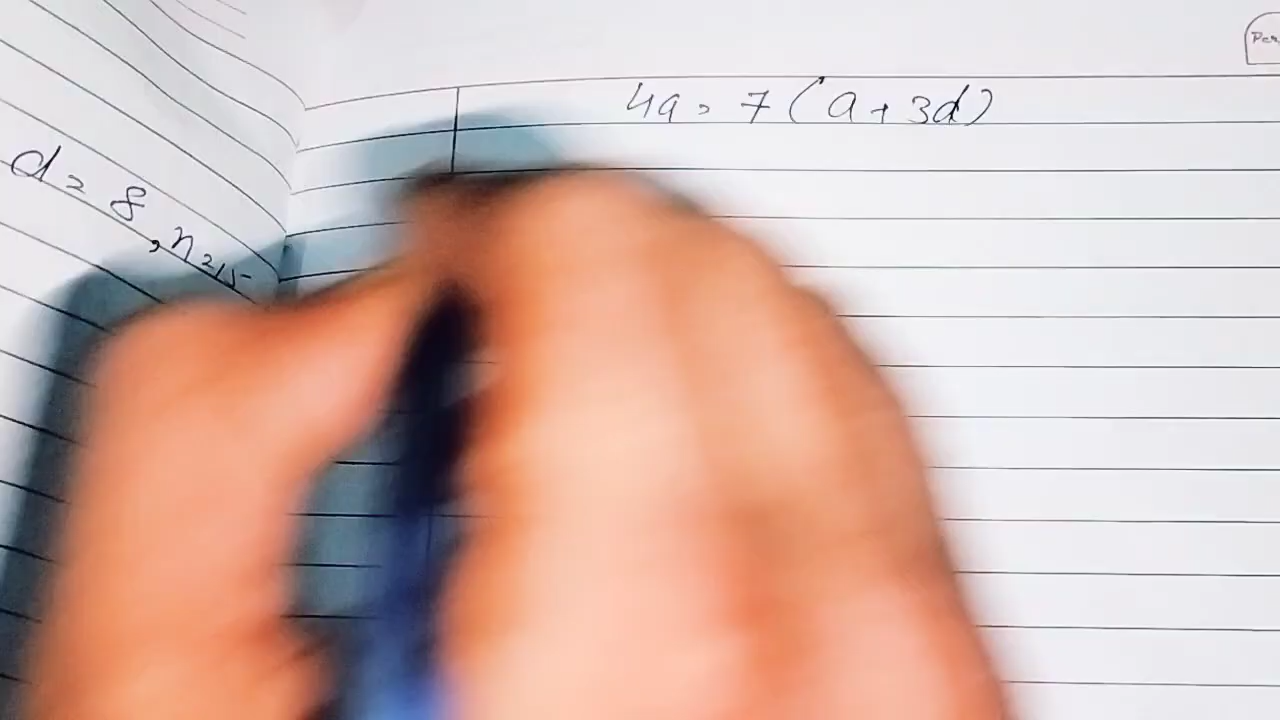 4a = 7 (a + 3d)
d = 8
, n = 15